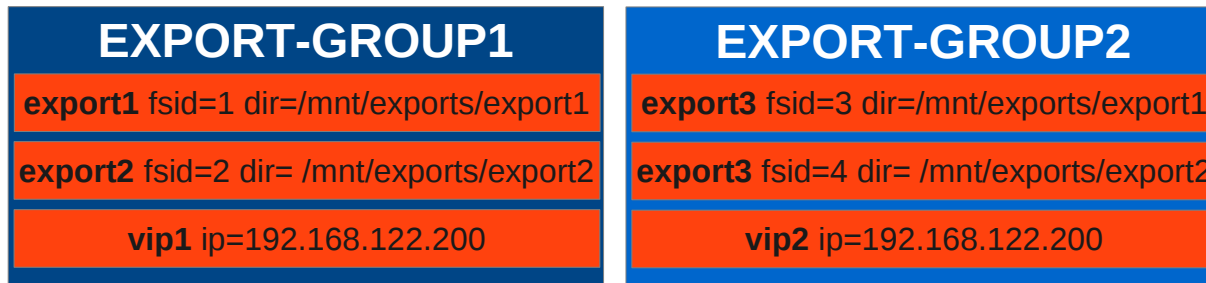 EXPORT-GROUP1
export1 fsid=1 dir=/mnt/exports/export1
export2 fsid=2 dir= /mnt/exports/export2
vip1 ip=192.168.122.200
EXPORT-GROUP2
export3 fsid=3 dir=/mnt/exports/export1
export3 fsid=4 dir= /mnt/exports/export2
vip2 ip=192.168.122.200